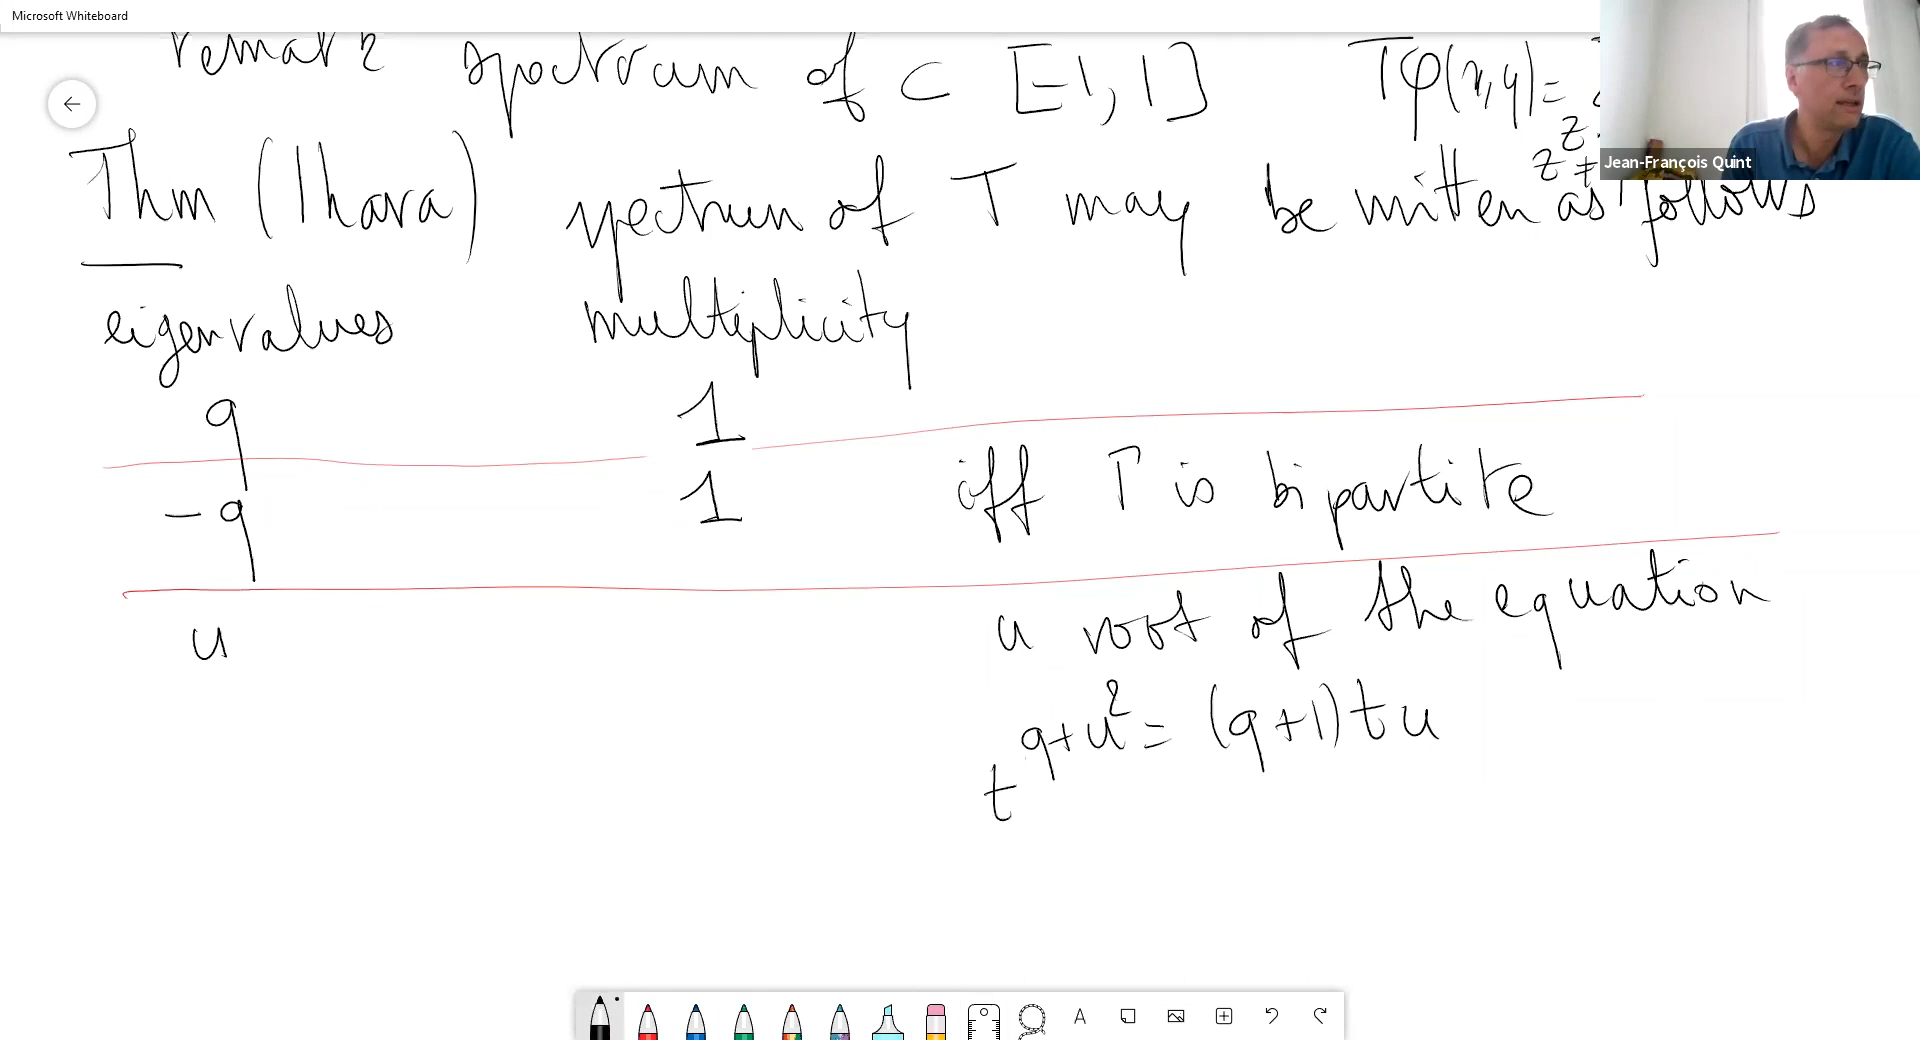 Microsoft Whiteboard
remark spectrum of C [-1, 1] Tφ(x,y)=
z
z≠
Jean-François Quint
Thm (Ihara) spectrum of T may be written as follows
eigenvalues multiplicity
q 1
-q 1 iff Γ is bipartite
u u root of the equation
q+u²= (q+1)tu
t
A